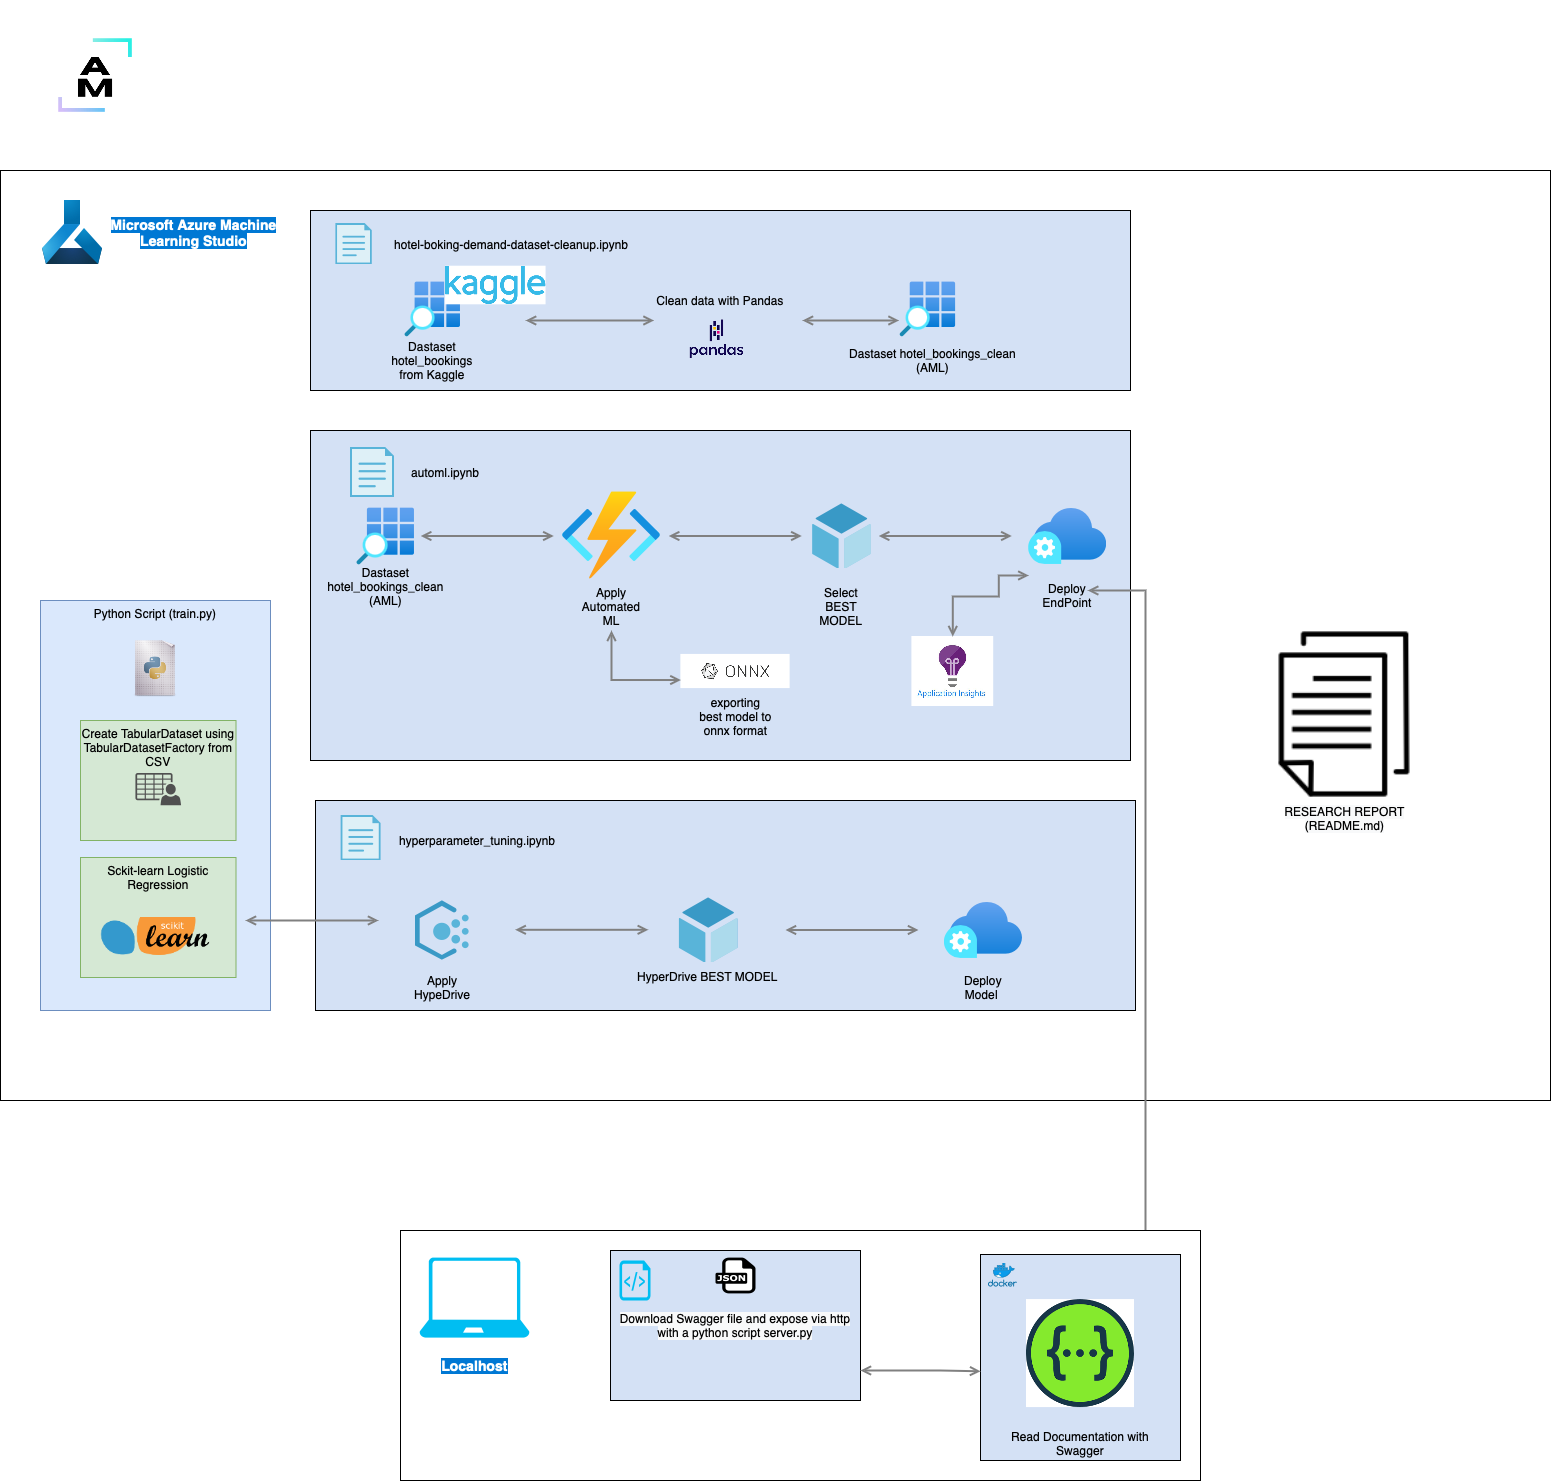 A
M
Microsoft Azure Machine
Learning Studio
hotel-boking-demand-dataset-cleanup.ipynb
kaggle
Dastaset
hotel_bookings
from Kaggle
Clean data with Pandas
pandas
Dastaset hotel_bookings_clean
(AML)
automl.ipynb
Dastaset
hotel_bookings_clean
(AML)
Apply
Automated
ML
Select
BEST
MODEL
Deploy
EndPoint
ONNX
exporting
best model to
onnx format
Application Insights
Python Script (train.py)
Create TabularDataset using
TabularDatasetFactory from
CSV
Sckit-learn Logistic
Regression
scikit
learn
hyperparameter_tuning.ipynb
Apply
HypeDrive
HyperDrive BEST MODEL
Deploy
Model
RESEARCH REPORT
(README.md)
Localhost
</>
JSON
Download Swagger file and expose via http
with a python script server.py
docker
{···}
Read Documentation with
Swagger